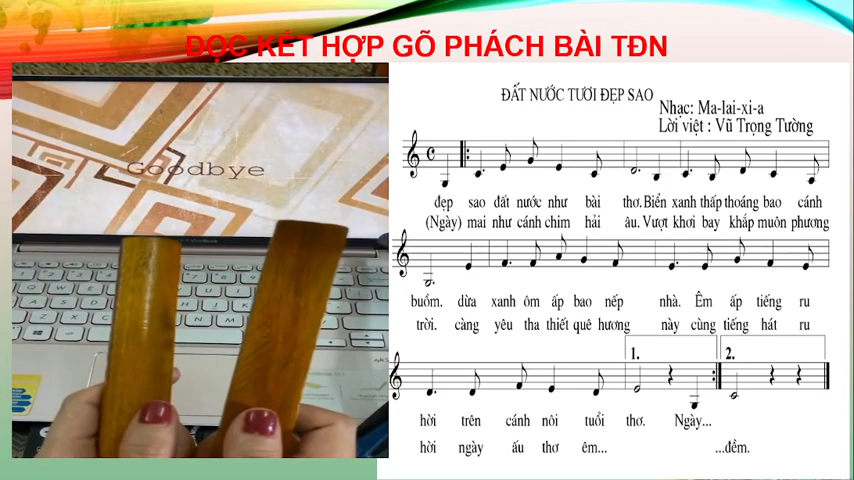 ĐỌC KẾT HỢP GÕ PHÁCH BÀI TĐN
Goodbye
ĐẤT NƯỚC TƯƠI ĐẸP SAO
Nhạc: Ma-lai-xi-a
Lời việt : Vũ Trọng Tường
đẹp sao đất nước như bài thơ. Biển xanh thấp thoáng bao cánh
(Ngày) mai như cánh chim hải âu. Vượt khơi bay khắp muôn phương
buồm. dừa xanh ôm ấp bao nếp nhà. Êm ấp tiếng ru
trời. càng yêu tha thiết quê hương này cùng tiếng hát ru
1. 2.
hời trên cánh nôi tuổi thơ. Ngày...
hời ngày ấu thơ êm... ...đềm.